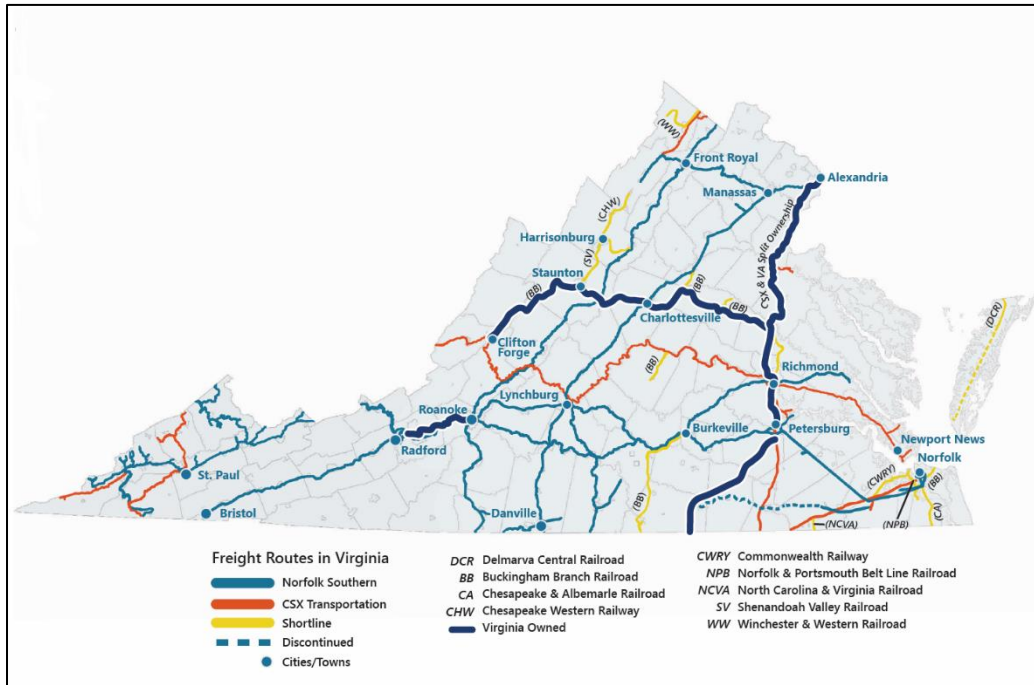 (WW)
Front Royal
Alexandria
Manassas
(CHW)
Harrisonburg
(SV)
CSX & VA Split Ownership
Staunton
(BB)
(BB)
(BB)
(DCR)
Charlottesville
Clifton
Forge
(BB)
Richmond
Lynchburg
Roanoke
Burkeville
Petersburg
Radford
Newport News
Norfolk
St. Paul
(CWRY)
(BB)
(BB)
Bristol
Danville
(CA)
(NCVA)
(NPB)
Freight Routes in Virginia
Norfolk Southern
CSX Transportation
Shortline
Discontinued
Cities/Towns
DCR Delmarva Central Railroad
BB Buckingham Branch Railroad
CA Chesapeake & Albemarle Railroad
CHW Chesapeake Western Railway
Virginia Owned
CWRY Commonwealth Railway
NPB Norfolk & Portsmouth Belt Line Railroad
NCVA North Carolina & Virginia Railroad
SV Shenandoah Valley Railroad
WW Winchester & Western Railroad